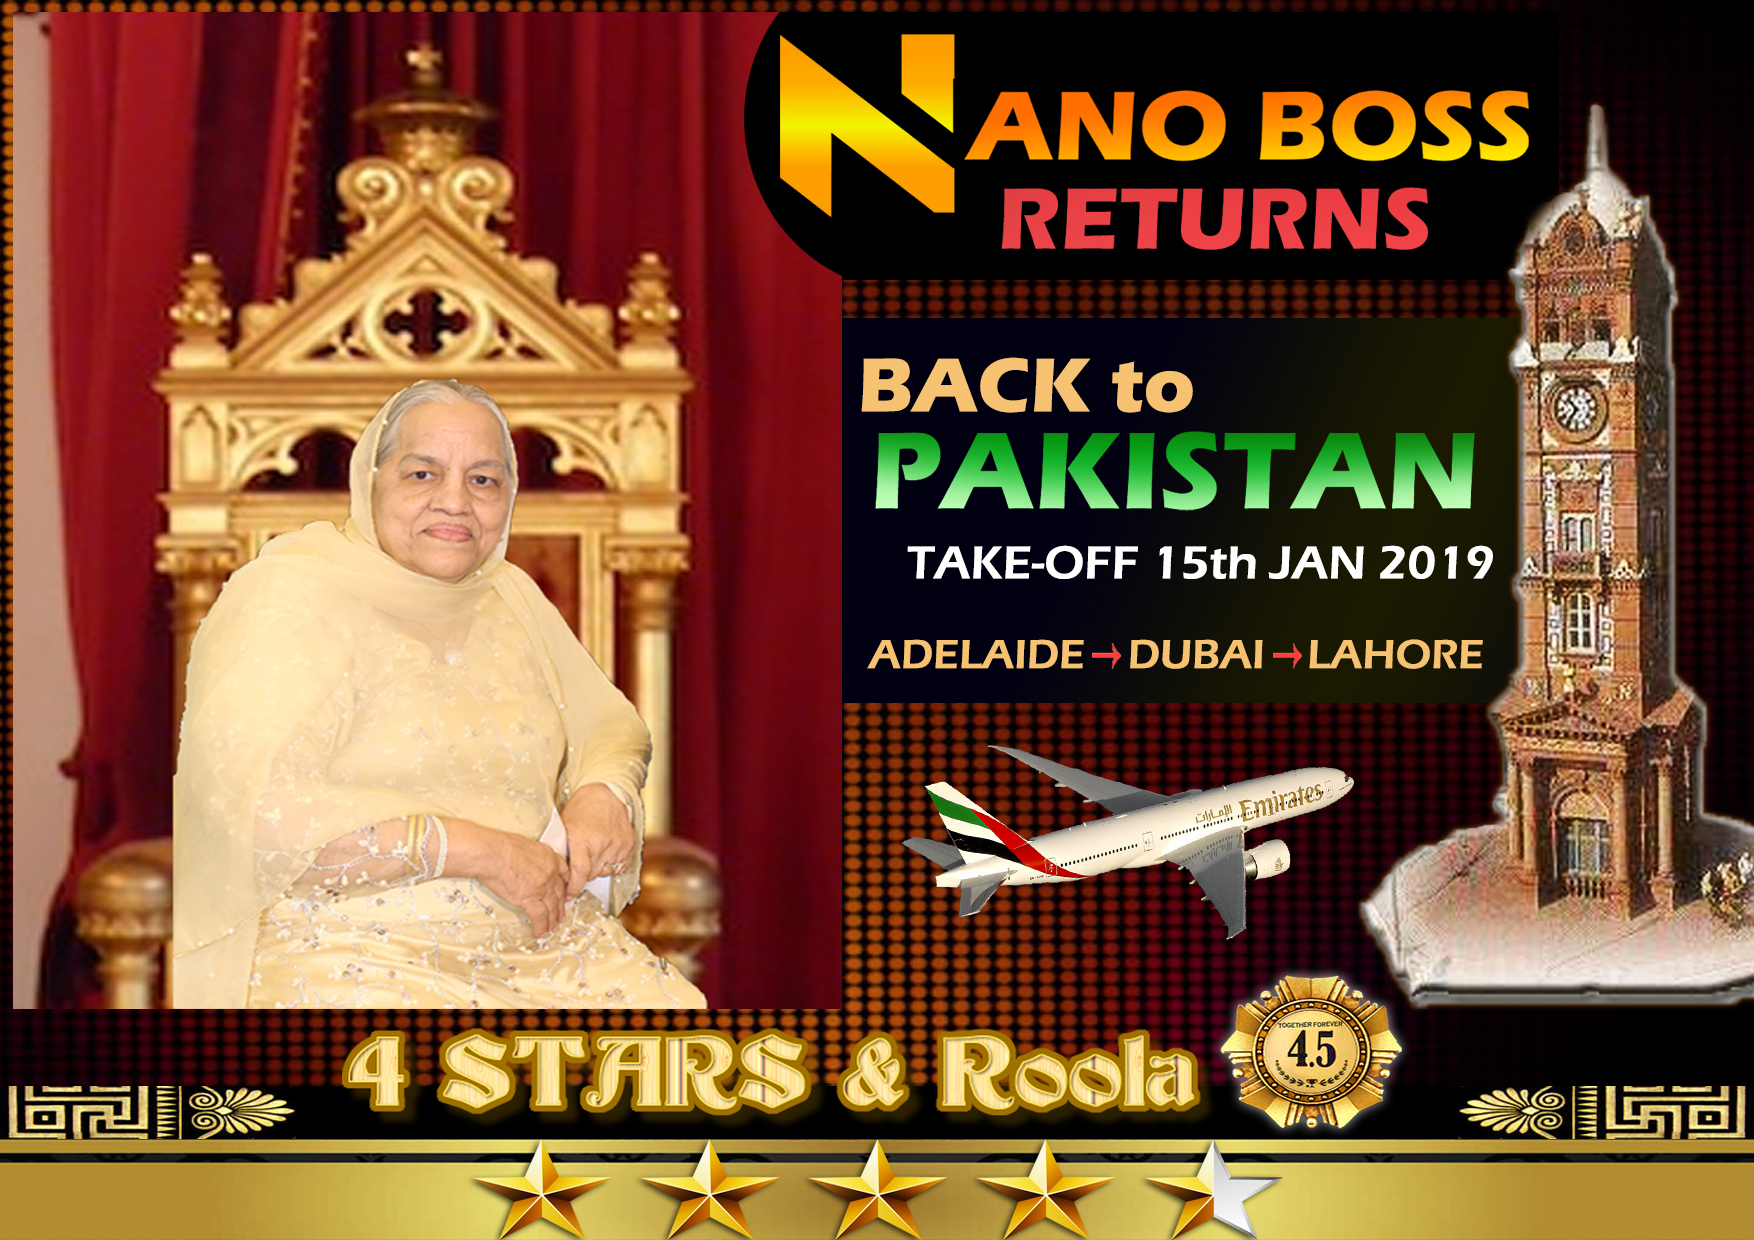 NANO BOSS
RETURNS
BACK to
PAKISTAN
TAKE-OFF 15th JAN 2019
ADELAIDE → DUBAI → LAHORE
الإمارات Emirates
4 STARS & Roola
TOGETHER FOREVER
4.5